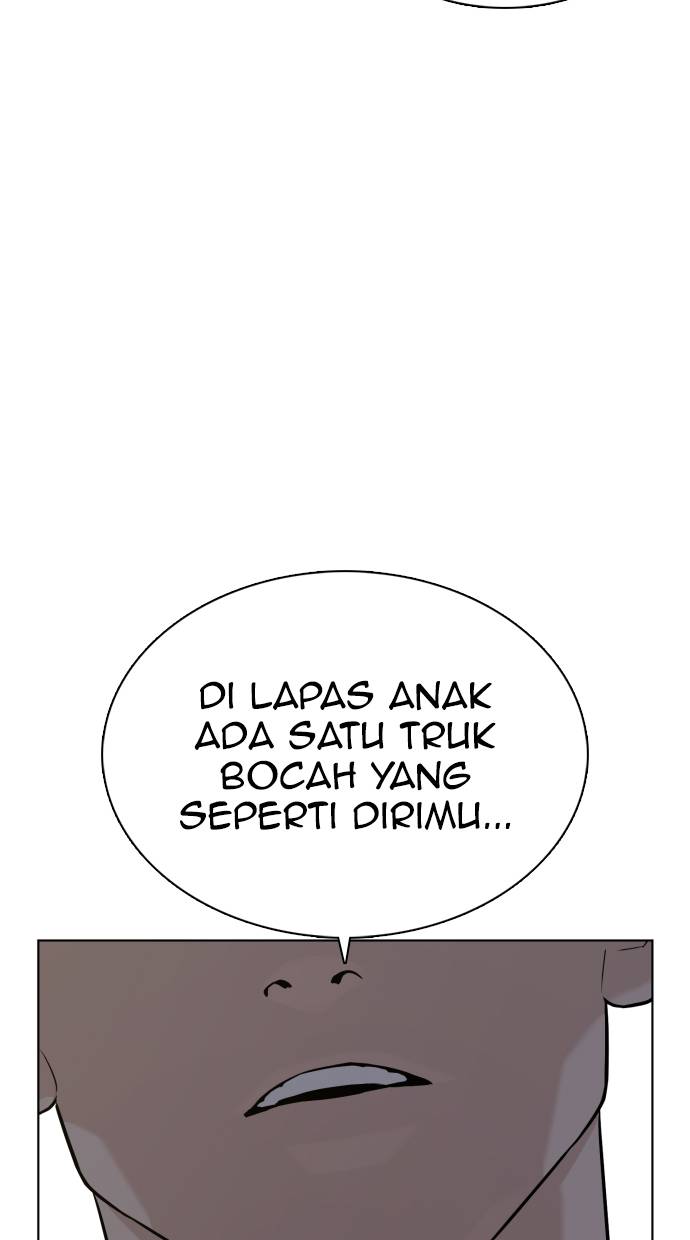 DI LAPAS ANAK
ADA SATU TRUK
BOCAH YANG
SEPERTI DIRIMU...